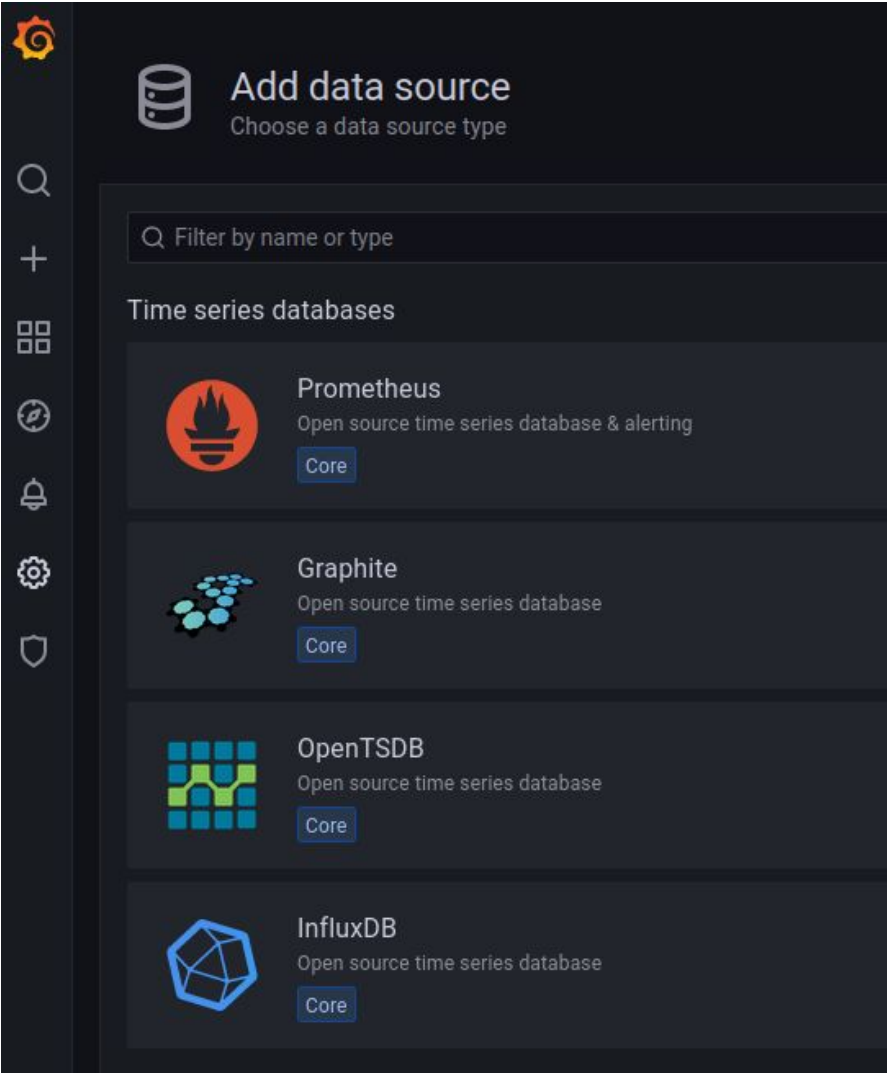 Add data source
Choose a data source type
Filter by name or type
Time series databases
Prometheus
Open source time series database & alerting
Core
Graphite
Open source time series database
Core
OpenTSDB
Open source time series database
Core
InfluxDB
Open source time series database
Core